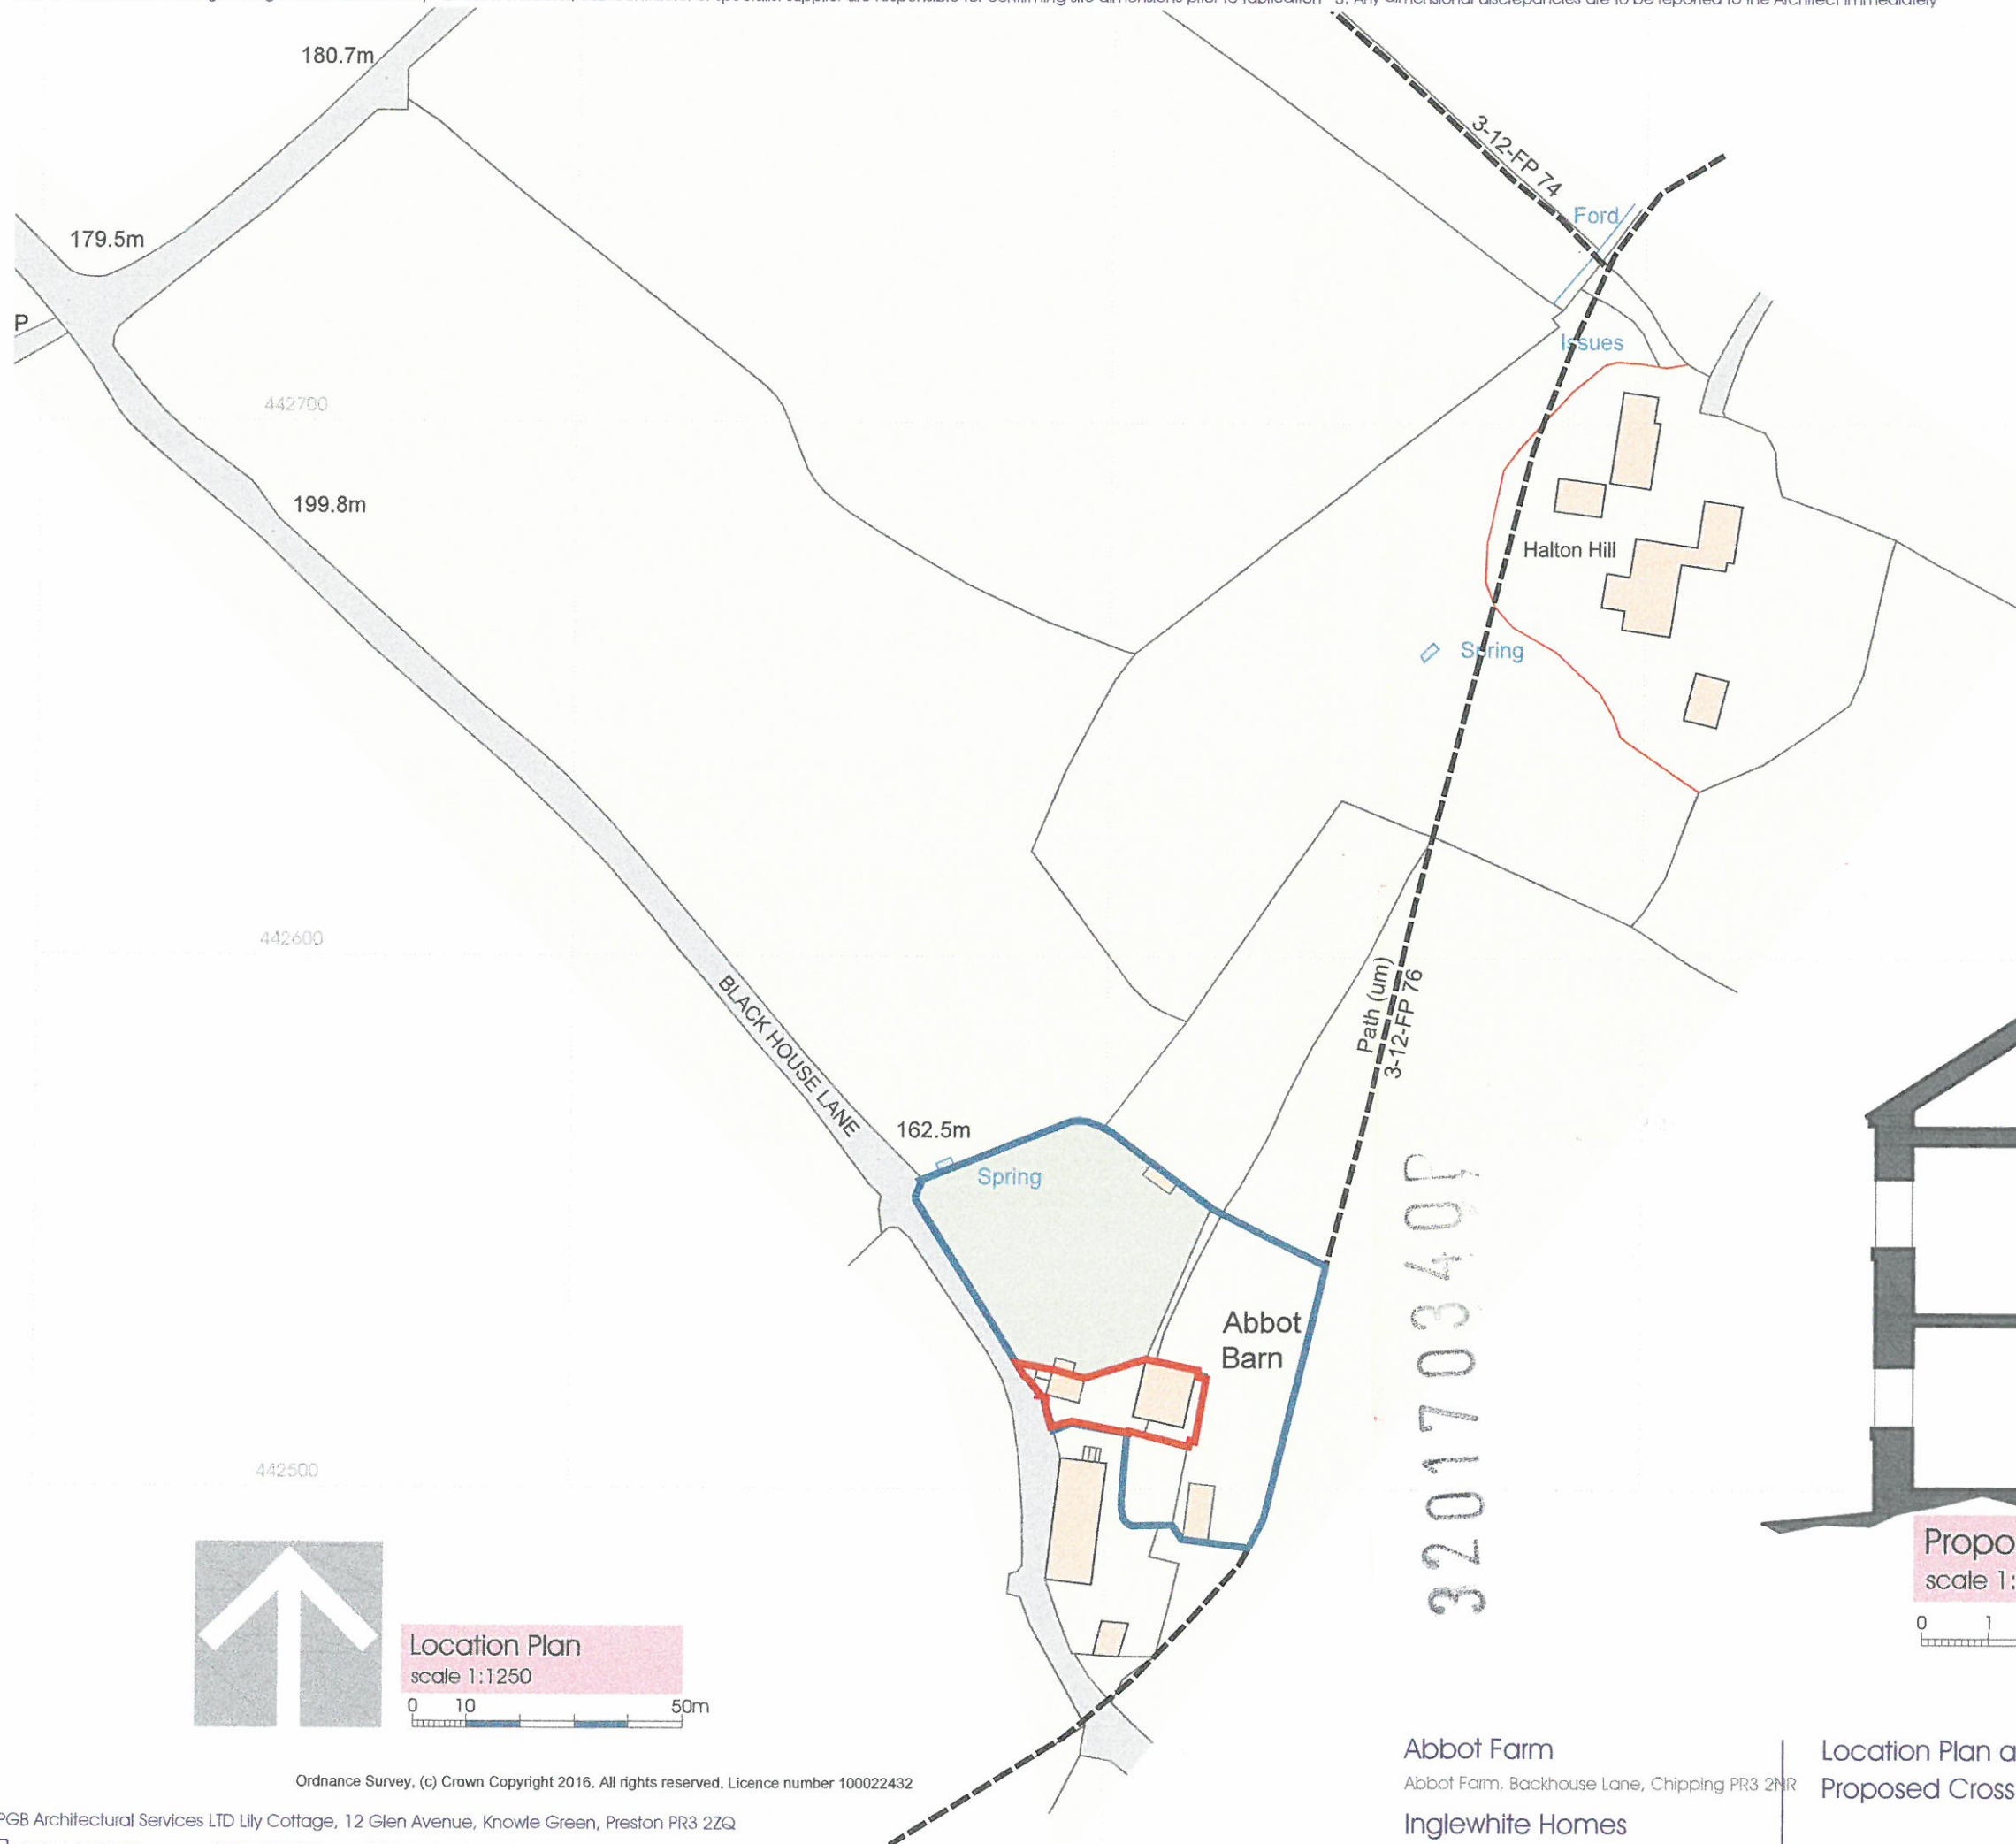 180.7m
3-12-FP 74
Ford
179.5m
P
Issues
442700
199.8m
Halton Hill
Spring
442600
BLACK HOUSE LANE
Path (um)
3-12-FP 76
162.5m
Spring
Abbot
Barn
320170340
442500
Location Plan
scale 1:1250
0 10 50m
Propo
scale 1:
0 1
Ordnance Survey, (c) Crown Copyright 2016. All rights reserved. Licence number 100022432
PGB Architectural Services LTD Lily Cottage, 12 Glen Avenue, Knowle Green, Preston PR3 2ZQ
Abbot Farm
Abbot Farm, Backhouse Lane, Chipping PR3 2NR
Inglewhite Homes
Location Plan a
Proposed Cross